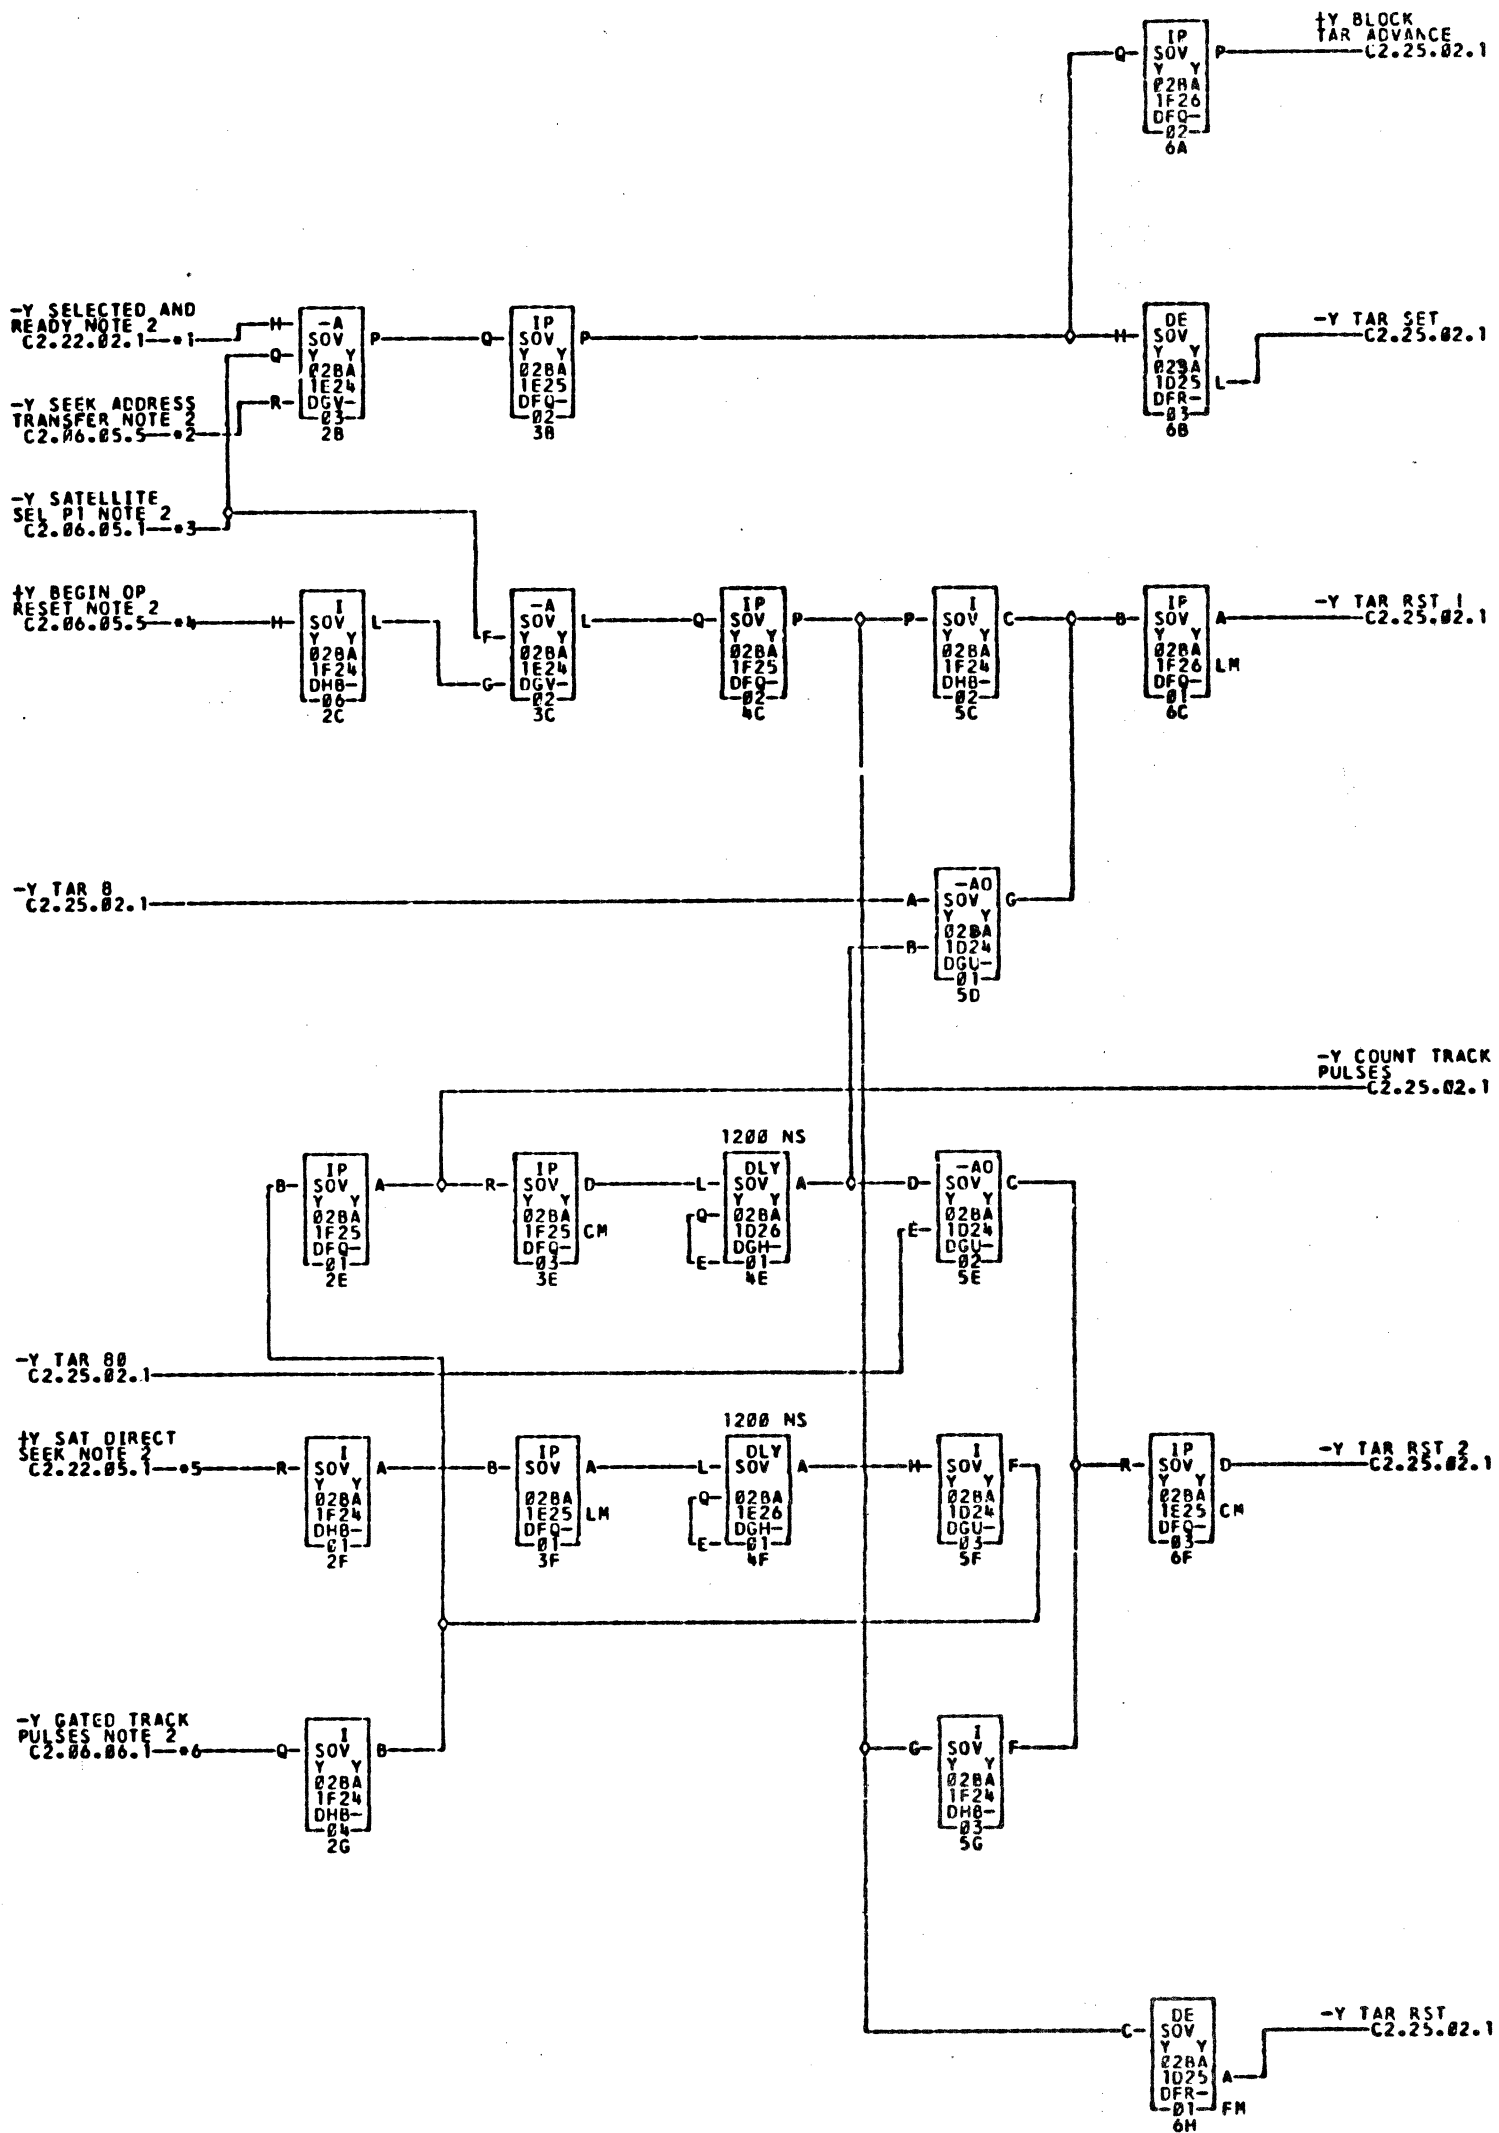 +Y BLOCK
TAR ADVANCE
C2.25.02.1
Q IP P
SOV
Y Y
02BA
1F26
DFQ-
02
6A
-Y SELECTED AND
READY NOTE 2
C2.22.02.1 *1
-Y SEEK ADDRESS
TRANSFER NOTE 2
C2.06.05.5 *2
H -A
SOV P
Q Y Y
02BA
1E24
R DGV-
03
2B
IP
Q SOV P
Y Y
02BA
1E25
DFQ-
02
3B
DE
H SOV
Y Y
02BA
1D25 L
DFR-
03
6B
-Y TAR SET
C2.25.02.1
-Y SATELLITE
SEL P1 NOTE 2
C2.06.05.1 *3
+Y BEGIN OP
RESET NOTE 2
C2.06.05.5 *4
I
H SOV L
Y Y
02BA
1F24
DHB-
06
2C
-A
SOV L
F Y Y
02BA
1E24
G DGV-
02
3C
IP
Q SOV P
Y Y
02BA
1F25
DFQ-
02
4C
I
P SOV C
Y Y
02BA
1F24
DHB-
02
5C
IP
B SOV A
Y Y
02BA
1F26 LM
DFQ-
01
6C
-Y TAR RST 1
C2.25.02.1
-Y TAR 8
C2.25.02.1
-AO
A SOV G
Y Y
02BA
B 1D24
DGU-
01
5D
-Y COUNT TRACK
PULSES
C2.25.02.1
IP
B SOV A
Y Y
02BA
1F25
DFQ-
01
2E
IP
R SOV D
Y Y
02BA
1F25 CM
DFQ-
03
3E
1200 NS
DLY
L SOV A
Y Y
Q 02BA
1D26
DGH-
E 01
4E
-AO
D SOV C
Y Y
02BA
E 1D24
DGU-
02
5E
-Y TAR 80
C2.25.02.1
+Y SAT DIRECT
SEEK NOTE 2
C2.22.05.1 *5
I
R SOV A
Y Y
02BA
1F24
DHB-
01
2F
IP
B SOV A
02BA
1E25 LM
DFQ-
01
3F
1200 NS
DLY
L SOV A
Q 02BA
1E26
DGH-
E 01
4F
I
H SOV F
Y Y
02BA
1D24
DGU-
03
5F
IP
R SOV D
Y Y
02BA
1E25 CM
DFQ-
03
6F
-Y TAR RST 2
C2.25.02.1
-Y GATED TRACK
PULSES NOTE 2
C2.06.06.1 *6
I
Q SOV B
Y Y
02BA
1F24
DHB-
04
2G
I
G SOV F
Y Y
02BA
1F24
DHB-
03
5G
DE
C SOV
Y Y
02BA
1D25 A
DFR-
01 FM
6H
-Y TAR RST
C2.25.02.1